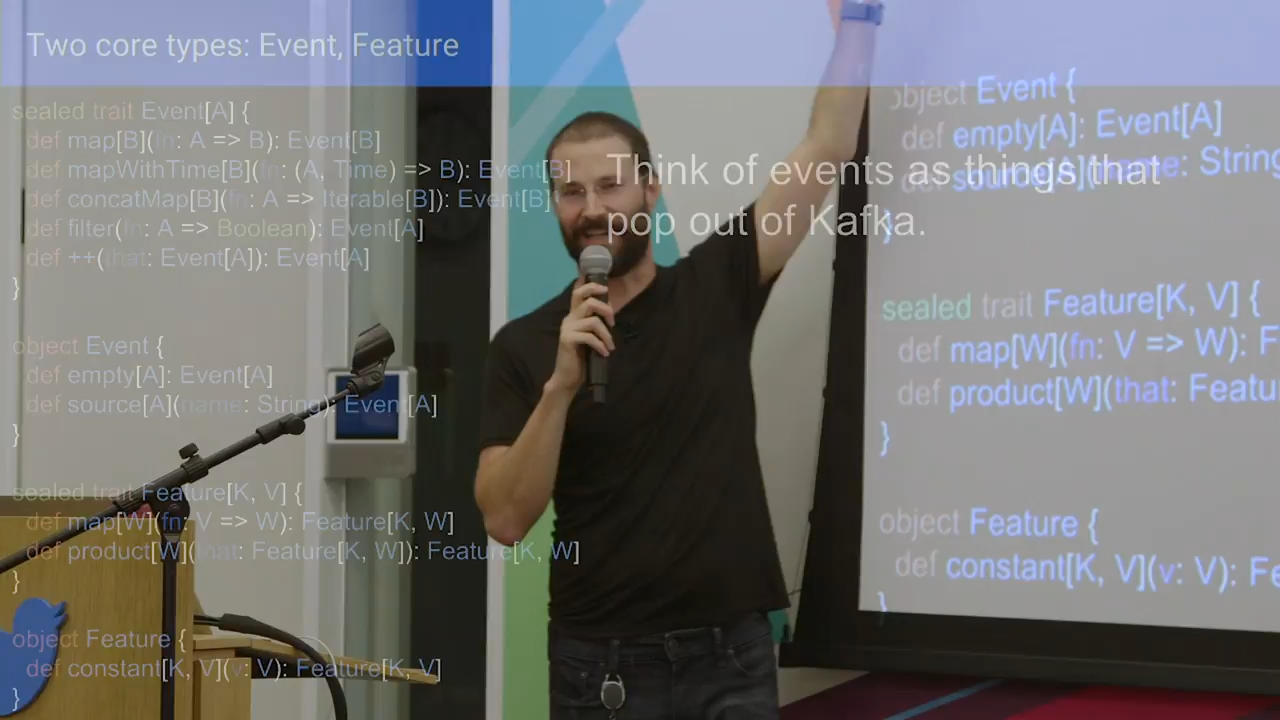 Two core types: Event, Feature
sealed trait Event[A] {
def map[B](fn: A => B): Event[B]
def mapWithTime[B](fn: (A, Time) => B): Event[B]
def concatMap[B](fn: A => Iterable[B]): Event[B]
def filter(fn: A => Boolean): Event[A]
def ++(that: Event[A]): Event[A]
}
object Event {
def empty[A]: Event[A]
def source[A](name: String): Event[A]
}
sealed trait Feature[K, V] {
def map[W](fn: V => W): Feature[K, W]
def product[W](that: Feature[K, W]): Feature[K, W]
}
object Feature {
def constant[K, V](v: V): Feature[K, V]
}
Think of events as things that
pop out of Kafka.
object Event {
def empty[A]: Event[A]
def source[A](name: String
}
sealed trait Feature[K, V] {
def map[W](fn: V => W): F
def product[W](that: Featu
}
object Feature {
def constant[K, V](v: V): Fe
}